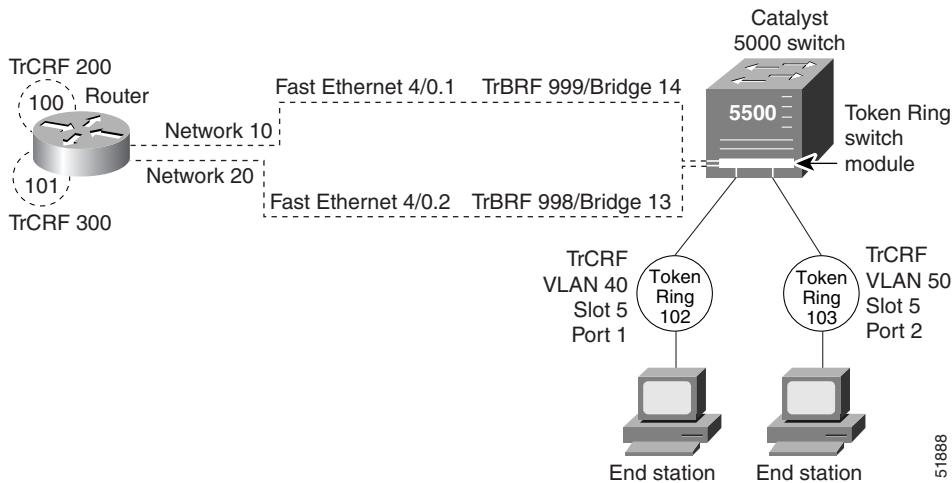 Catalyst
5000 switch
TrCRF 200
100
Router
Fast Ethernet 4/0.1
TrBRF 999/Bridge 14
5500
Token Ring
switch
module
Network 10
Network 20
101
TrCRF 300
Fast Ethernet 4/0.2
TrBRF 998/Bridge 13
TrCRF
VLAN 40
Slot 5
Port 1
Token
Ring
102
Token
Ring
103
TrCRF
VLAN 50
Slot 5
Port 2
End station
End station
51888